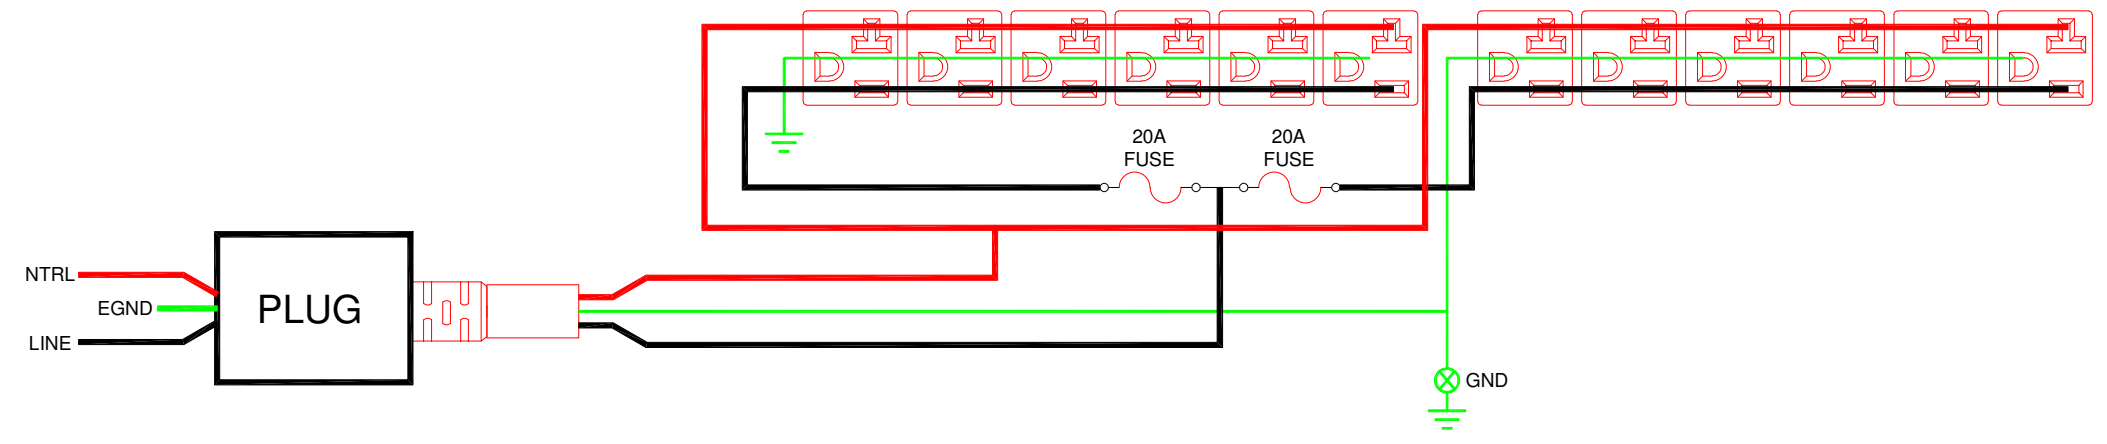 20A
FUSE
20A
FUSE
NTRL
EGND
LINE
PLUG
GND